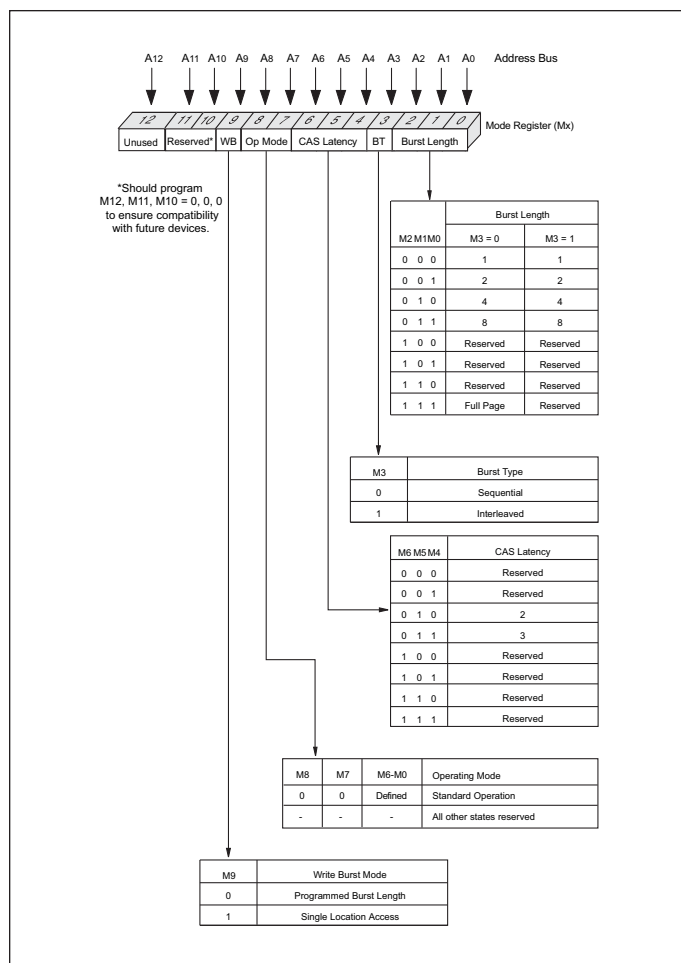 A12 A11 A10 A9 A8 A7 A6 A5 A4 A3 A2 A1 A0 Address Bus
12 11 10 9 8 7 6 5 4 3 2 1 0 Mode Register (Mx)
Unused Reserved* WB Op Mode CAS Latency BT Burst Length
*Should program
M12, M11, M10 = 0, 0, 0
to ensure compatibility
with future devices.
Burst Length
M2 M1M0 M3 = 0 M3 = 1
0 0 0 1 1
0 0 1 2 2
0 1 0 4 4
0 1 1 8 8
1 0 0 Reserved Reserved
1 0 1 Reserved Reserved
1 1 0 Reserved Reserved
1 1 1 Full Page Reserved
M3 Burst Type
0 Sequential
1 Interleaved
M6 M5 M4 CAS Latency
0 0 0 Reserved
0 0 1 Reserved
0 1 0 2
0 1 1 3
1 0 0 Reserved
1 0 1 Reserved
1 1 0 Reserved
1 1 1 Reserved
M8 M7 M6-M0 Operating Mode
0 0 Defined Standard Operation
- - - All other states reserved
M9 Write Burst Mode
0 Programmed Burst Length
1 Single Location Access